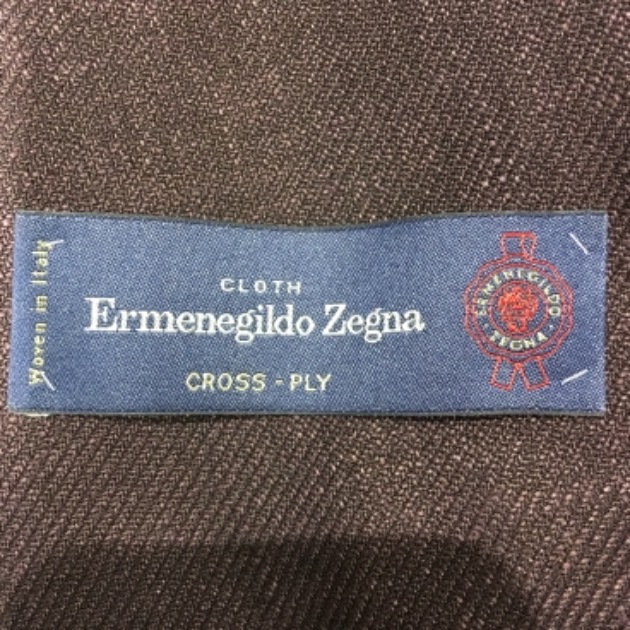 Woven in Italy
CLOTH
Ermenegildo Zegna
CROSS-PLY
ERMENEGILDO
ZEGNA